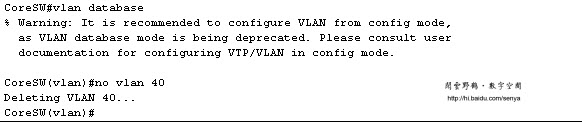 CoreSW#vlan database
% Warning: It is recommended to configure VLAN from config mode,
as VLAN database mode is being deprecated. Please consult user
documentation for configuring VTP/VLAN in config mode.
CoreSW(vlan)#no vlan 40
Deleting VLAN 40...
CoreSW(vlan)#
閒雲野鶴·數字空間
http://hi.baidu.com/senya